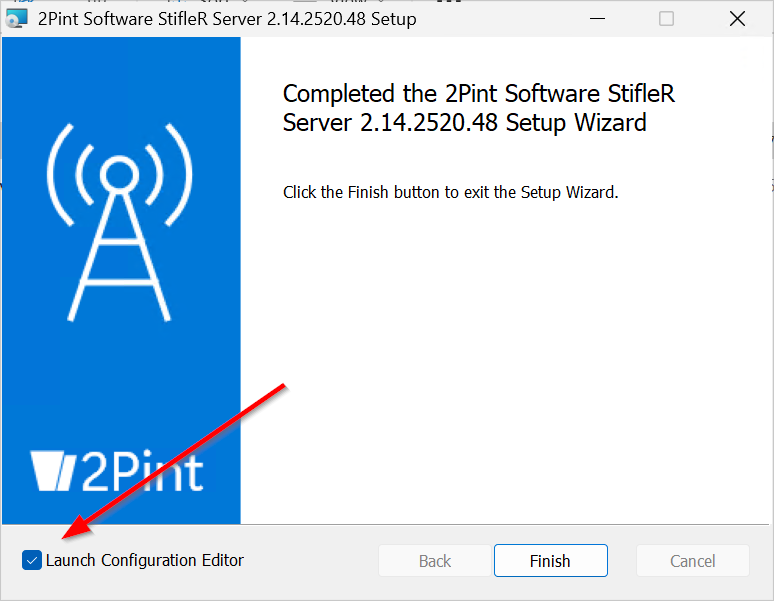 2Pint Software StifleR Server 2.14.2520.48 Setup
Completed the 2Pint Software StifleR
Server 2.14.2520.48 Setup Wizard
Click the Finish button to exit the Setup Wizard.
2Pint
Launch Configuration Editor
Back
Finish
Cancel